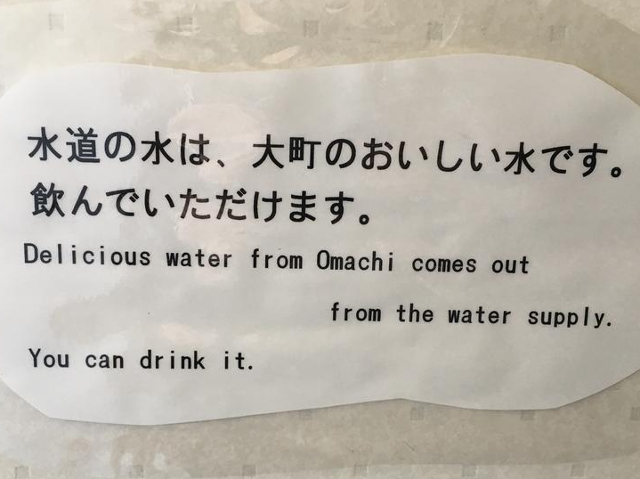 水道の水は、大町のおいしい水です。
飲んでいただけます。
Delicious water from Omachi comes out
from the water supply.
You can drink it.